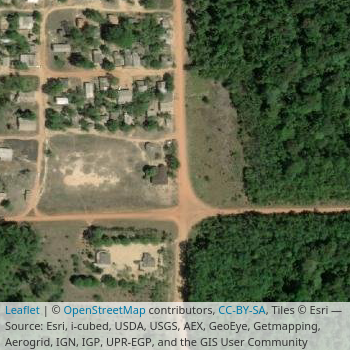 Leaflet | © OpenStreetMap contributors, CC-BY-SA, Tiles © Esri —
Source: Esri, i-cubed, USDA, USGS, AEX, GeoEye, Getmapping,
Aerogrid, IGN, IGP, UPR-EGP, and the GIS User Community